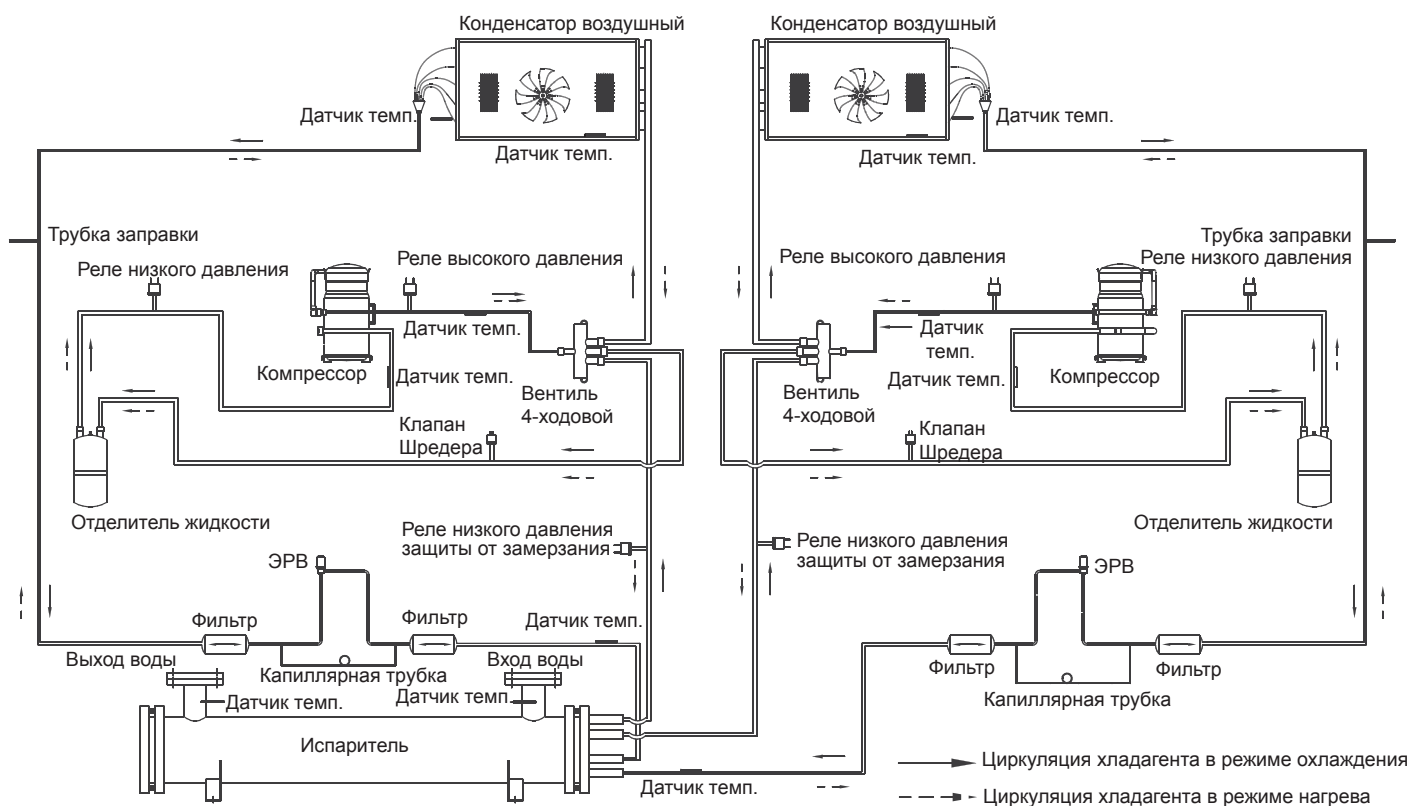 Конденсатор воздушный
Конденсатор воздушный
Датчик темп.
Датчик темп.
Датчик темп.
Датчик темп.
Трубка заправки
Трубка заправки
Реле низкого давления
Реле высокого давления
Реле высокого давления
Реле низкого давления
Датчик темп.
Датчик
темп.
Компрессор
Датчик темп.
Датчик темп.
Компрессор
Вентиль
4-ходовой
Вентиль
4-ходовой
Клапан
Шредера
Клапан
Шредера
Отделитель жидкости
Отделитель жидкости
Реле низкого давления
защиты от замерзания
Реле низкого давления
защиты от замерзания
ЭРВ
ЭРВ
Фильтр
Фильтр
Датчик темп.
Выход воды
Капиллярная трубка
Вход воды
Фильтр
Фильтр
Датчик темп.
Датчик темп.
Капиллярная трубка
Испаритель
Датчик темп.
Циркуляция хладагента в режиме охлаждения
Циркуляция хладагента в режиме нагрева